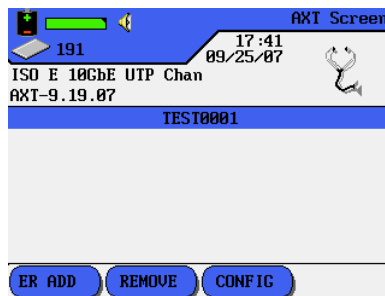 AXT Screen
191
17:41
09/25/07
ISO E 10GbE UTP Chan
AXT-9.19.07
TEST0001
ER ADD REMOVE CONFIG